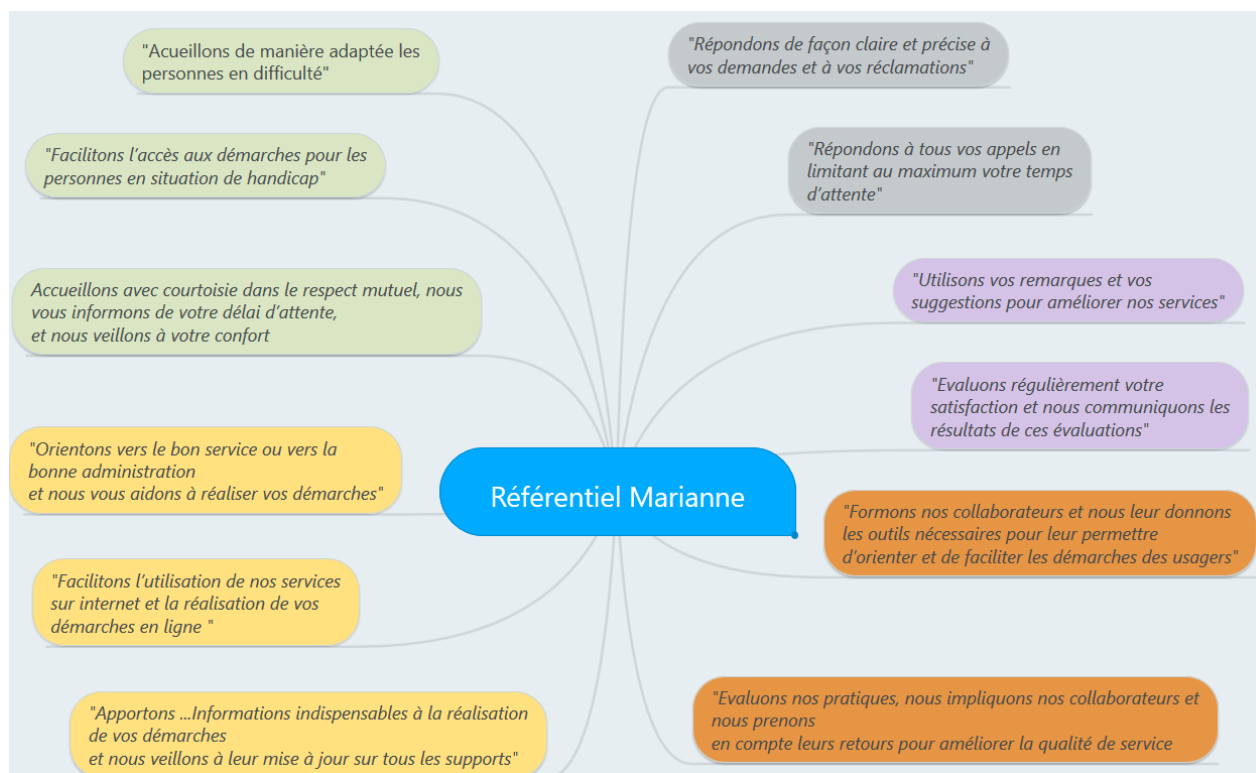 "Acueillons de manière adaptée les
personnes en difficulté"
"Facilitons l'accès aux démarches pour les
personnes en situation de handicap"
Accueillons avec courtoisie dans le respect mutuel, nous
vous informons de votre délai d'attente,
et nous veillons à votre confort
"Orientons vers le bon service ou vers la
bonne administration
et nous vous aidons à réaliser vos démarches"
"Facilitons l'utilisation de nos services
sur internet et la réalisation de vos
démarches en ligne "
"Apportons ...Informations indispensables à la réalisation
de vos démarches
et nous veillons à leur mise à jour sur tous les supports"
Référentiel Marianne
"Répondons de façon claire et précise à
vos demandes et à vos réclamations"
"Répondons à tous vos appels en
limitant au maximum votre temps
d'attente"
"Utilisons vos remarques et vos
suggestions pour améliorer nos services"
"Evaluons régulièrement votre
satisfaction et nous communiquons les
résultats de ces évaluations"
"Formons nos collaborateurs et nous leur donnons
les outils nécessaires pour leur permettre
d'orienter et de faciliter les démarches des usagers"
"Evaluons nos pratiques, nous impliquons nos collaborateurs et
nous prenons
en compte leurs retours pour améliorer la qualité de service